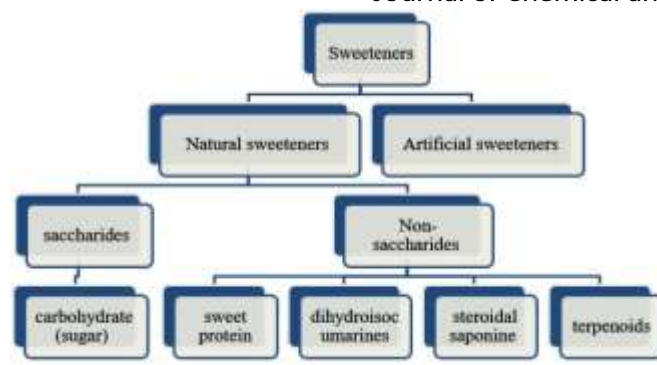 Sweeteners
Natural sweeteners
Artificial sweeteners
saccharides
Non-
saccharides
carbohydrate
(sugar)
sweet
protein
dihydroisoc
umarines
steroidal
saponine
terpenoids